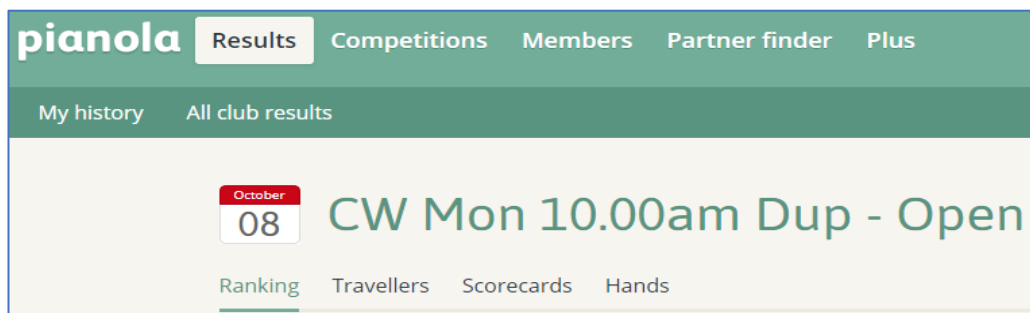 pianola Results Competitions Members Partner finder Plus
My history All club results
October
08
CW Mon 10.00am Dup - Open
Ranking Travellers Scorecards Hands